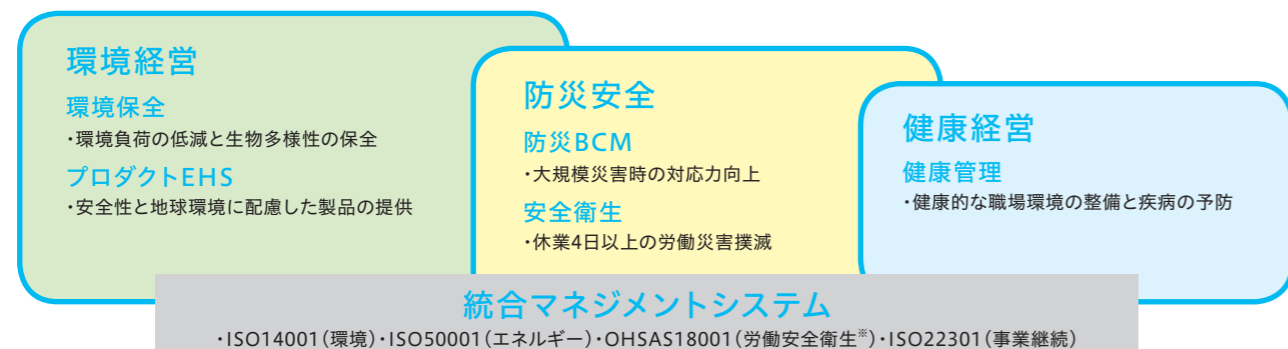 環境経営
環境保全
・環境負荷の低減と生物多様性の保全
プロダクトEHS
・安全性と地球環境に配慮した製品の提供
防災安全
防災BCM
・大規模災害時の対応力向上
安全衛生
・休業4日以上の労働災害撲滅
健康経営
健康管理
・健康的な職場環境の整備と疾病の予防
統合マネジメントシステム
・ISO14001(環境)・ISO50001(エネルギー)・OHSAS18001(労働安全衛生※)・ISO22301(事業継続)